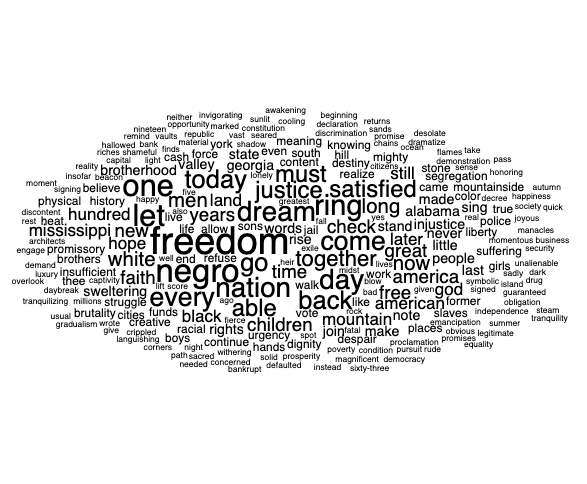 awakening
neither invigorating sunlit cooling beginning
opportunity marked constitution declaration returns
nineteen republic vast seared discrimination sands
remind vaults material york shadow meaning promise desolate
hallowed bank finds knowing chains ocean dramatic
riches shameful cash force state even south hill mighty flames take
capital light valley georgia content destiny citizens demonstration pass
reality brotherhood lonely must realize still stone sense
insofar beacon today segregation honoring
moment one justice satisfied came mountainside autumn
signing believe happy five men land greatest ring made color decree happiness
physical history let also years dream long alabama sing true society quick
discontent hundred live fall yes injustice real police joyous
rest beat life allow sons words jail check stand never liberty manacles
mississippi new freedom rise come later little momentous business
architects hope well end refuse exile great people suffering security
engage promissory white go together now
demand brothers faith negro time heir midst lives america last girls unalienable
luxury insufficient thee captivity walk work symbolic sadly dark
overlook daybreak sweltering lift score nation day blow free signed island drug
tranquilizing millions struggle every ago back bad given american former guaranteed
usual brutality cities funds able like note slaves independence obligation
gradualism wrote creative black fierce vote mountain emancipation summer steam
give crippled racial rights children join fatal make places obvious legitimate tranquility
languishing boys urgency spot despair proclamation promises
corners night continue hands dignity poverty condition pursuit rude equality
path sacred withering solid prosperity magnificent democracy
needed concerned defaulted instead sixty-three
bankrupt